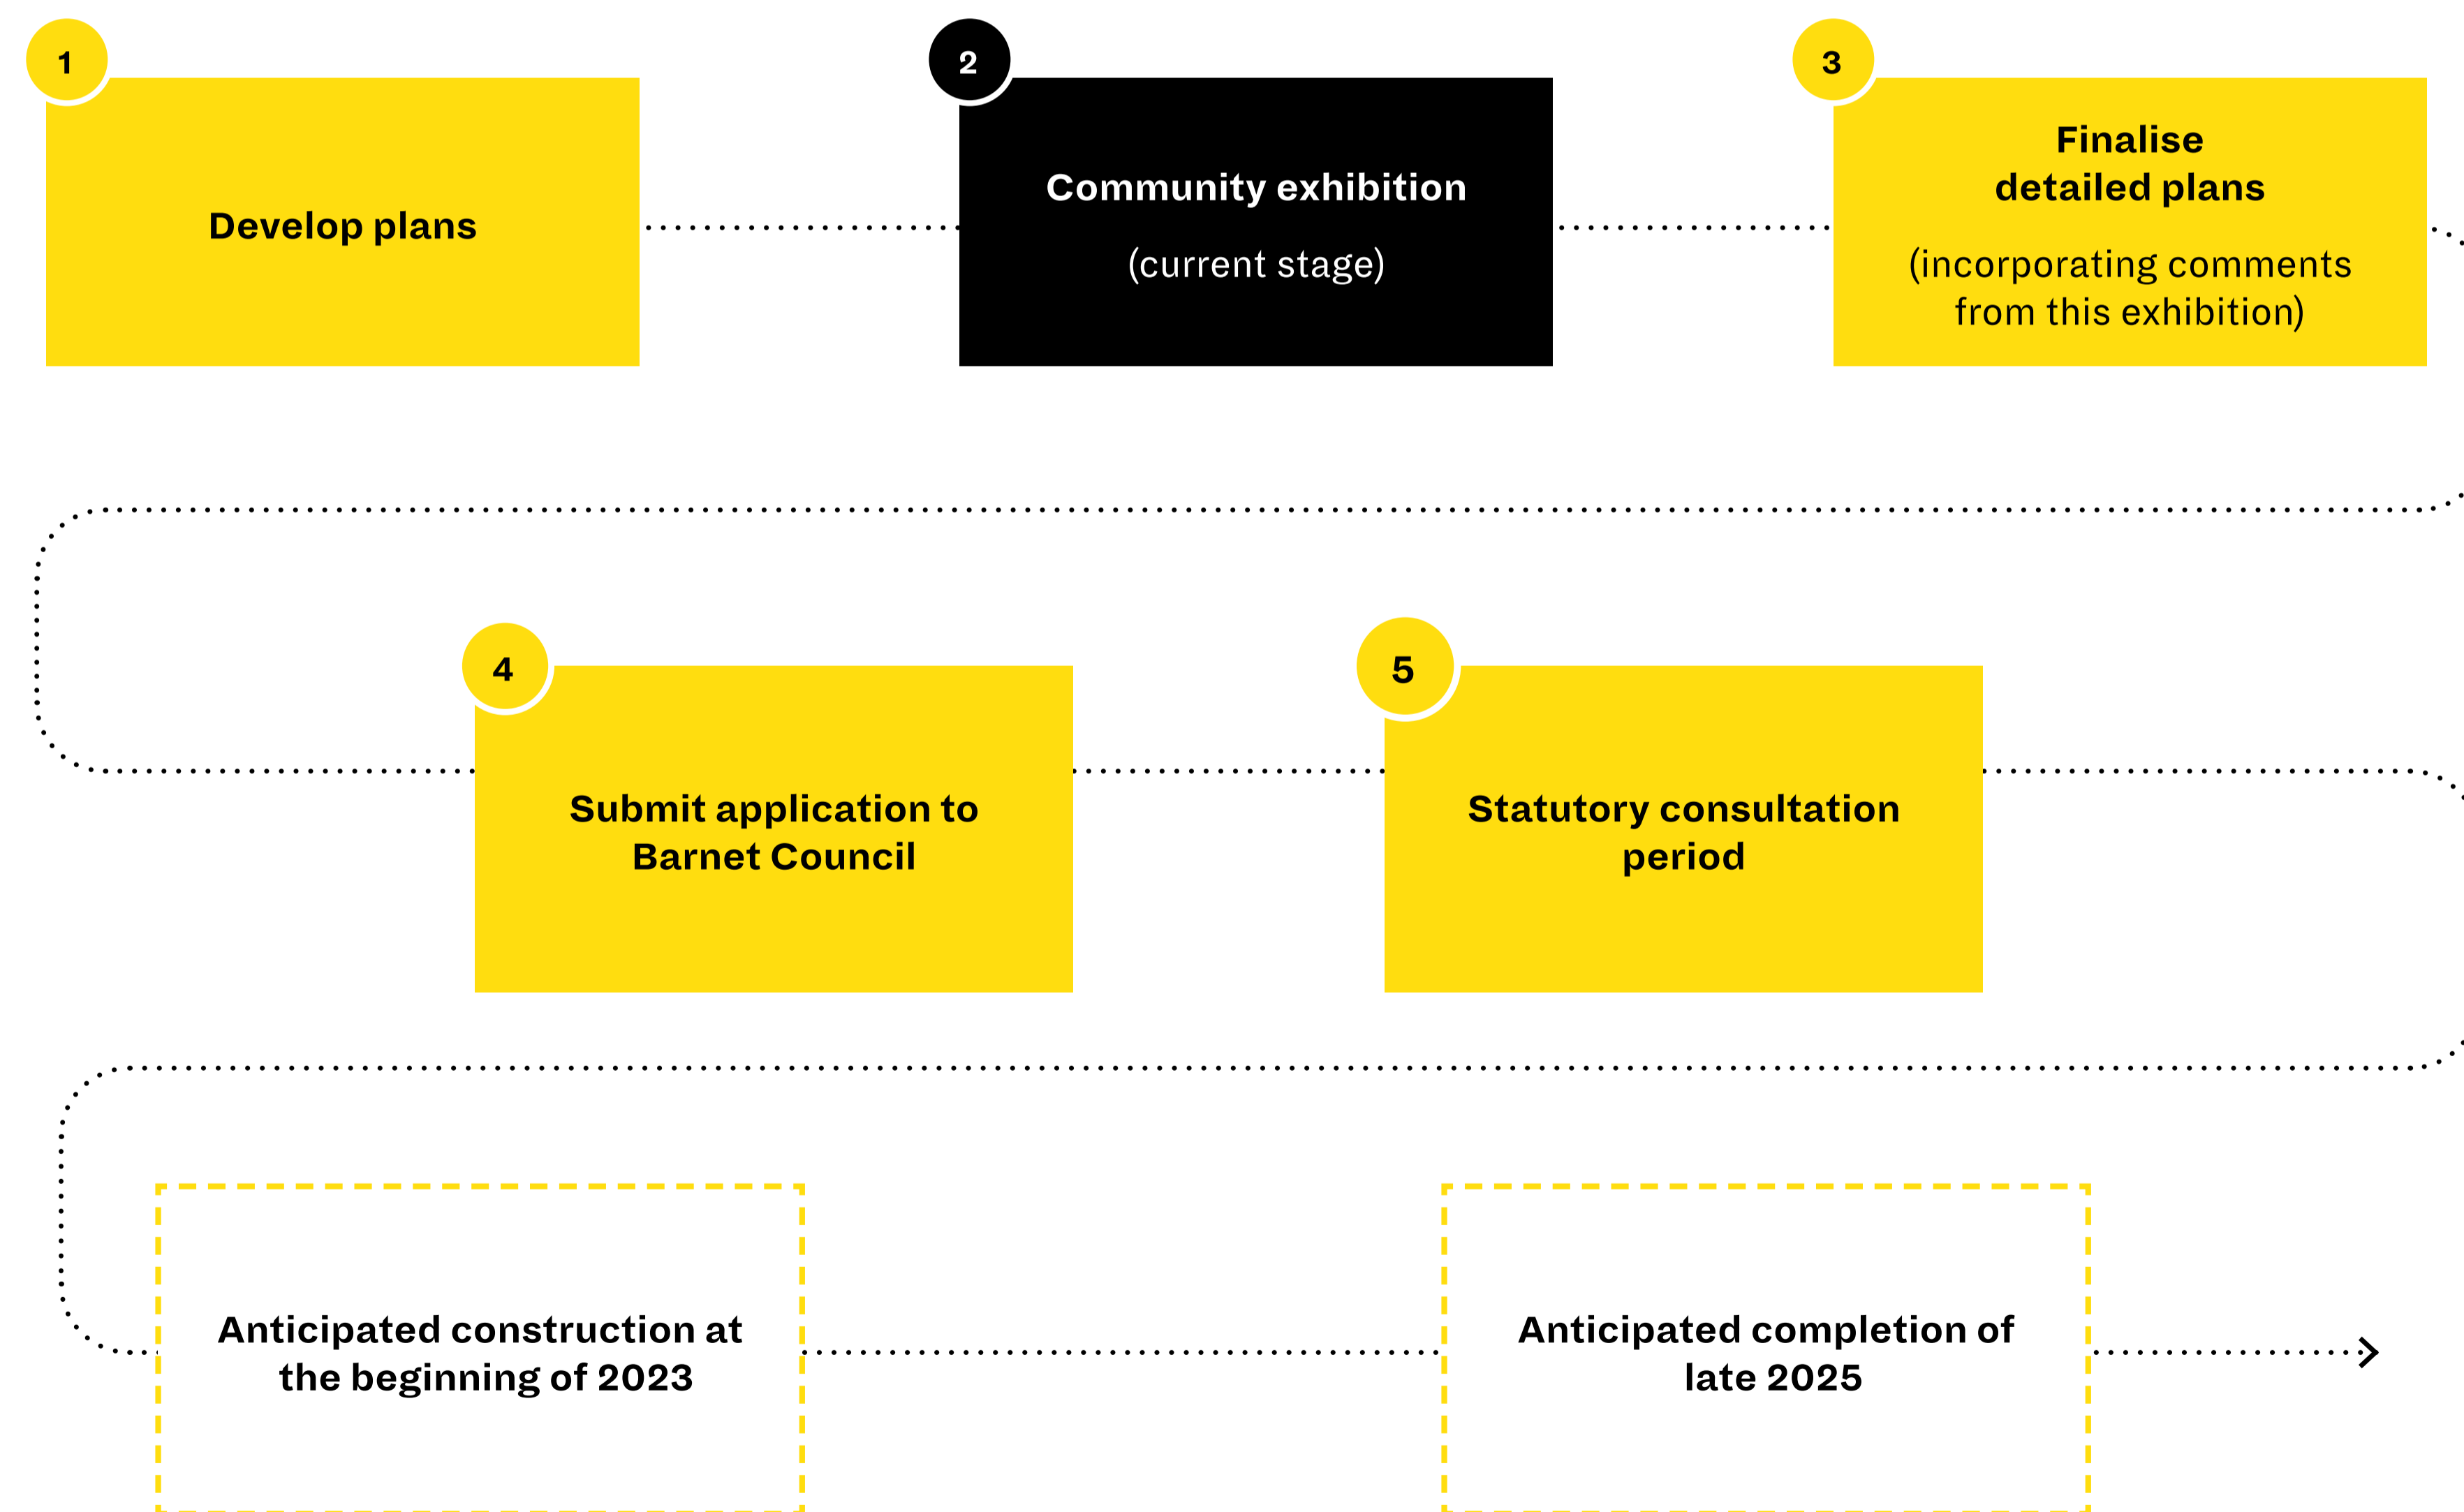 1
Develop plans
2
Community exhibition
(current stage)
3
Finalise
detailed plans
(incorporating comments
from this exhibition)
4
Submit application to
Barnet Council
5
Statutory consultation
period
Anticipated construction at
the beginning of 2023
Anticipated completion of
late 2025